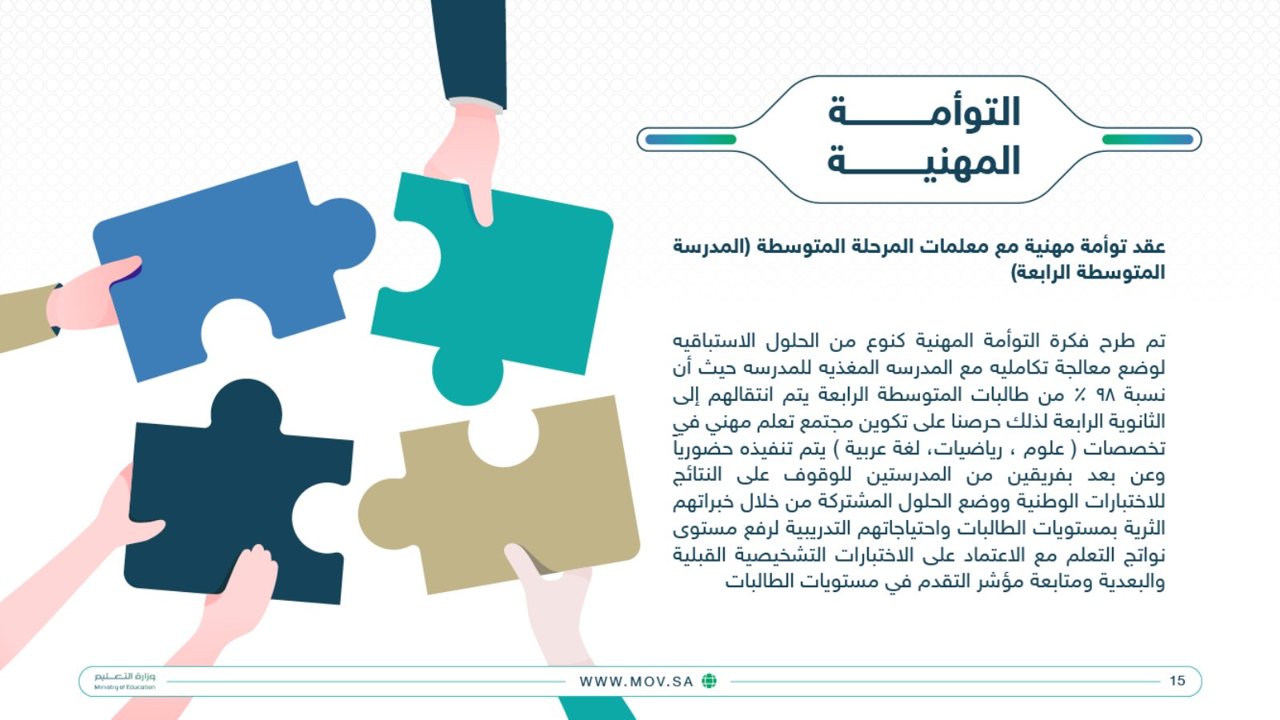 التوأمـــــــــة
المهنيـــــــــة
عقد توأمة مهنية مع معلمات المرحلة المتوسطة (المدرسة
المتوسطة الرابعة)
تم طرح فكرة التوأمة المهنية كنوع من الحلول الاستباقيه
لوضع معالجة تكامليه مع المدرسه المغذيه للمدرسه حيث أن
نسبة ٩٨ ٪ من طالبات المتوسطة الرابعة يتم انتقالهم إلى
الثانوية الرابعة لذلك حرصنا على تكوين مجتمع تعلم مهني في
تخصصات ( علوم ، رياضيات، لغة عربية ) يتم تنفيذه حضورياً
وعن بعد بفريقين من المدرستين للوقوف على النتائج
للاختبارات الوطنية ووضع الحلول المشتركة من خلال خبراتهم
الثرية بمستويات الطالبات واحتياجاتهم التدريبية لرفع مستوى
نواتج التعلم مع الاعتماد على الاختبارات التشخيصية القبلية
والبعدية ومتابعة مؤشر التقدم في مستويات الطالبات
وزارة التعـــليم
Ministry of Education
WWW.MOV.SA
15